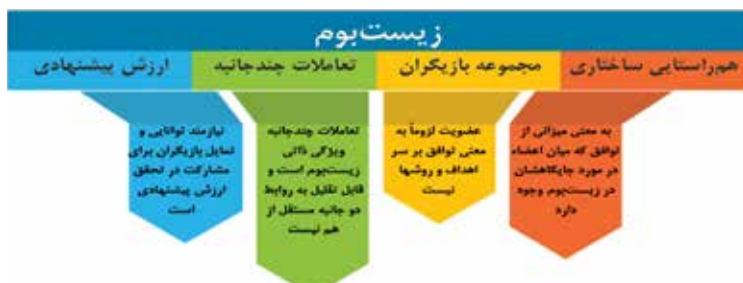 زیست‌بوم
هم‌راستایی ساختاری
مجموعه بازیگران
تعاملات چندجانبه
ارزش پیشنهادی
به معنی میزانی از
توافق که میان اعضاء
در مورد جایگاهشان
در زیست‌بوم وجود
دارد
عضویت لزوماً به
معنی توافق بر سر
اهداف و روشها
نیست
تعاملات چندجانبه
ویژگی ذاتی
زیست‌بوم است و
قابل تقلیل به روابط
دو جانبه مستقل از
هم نیست
نیازمند توانایی و
تمایل بازیگران برای
مشارکت در تحقق
ارزش پیشنهادی
است